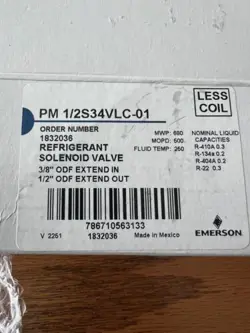 PM 1/2S34VLC-01
LESS
COIL
ORDER NUMBER
1832036
REFRIGERANT
SOLENOID VALVE
3/8" ODF EXTEND IN
1/2" ODF EXTEND OUT
MWP: 680
MOPD: 600
FLUID TEMP: 260
NOMINAL LIQUID
CAPACITIES
R-410A 0.3
R-134a 0.2
R-404A 0.2
R-22 0.3
786710563133
V 2251 1832036 Made in Mexico
EMERSON